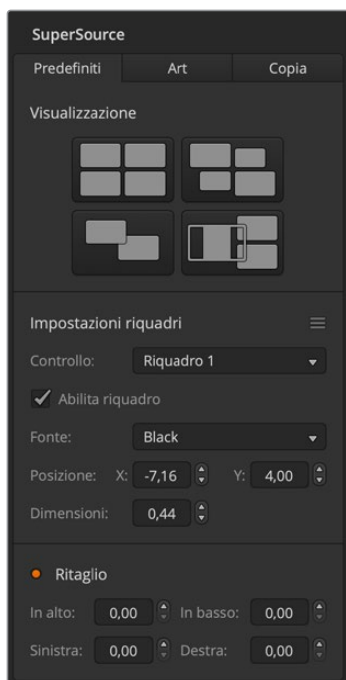 SuperSource
Predefiniti Art Copia
Visualizzazione
Impostazioni riquadri
Controllo: Riquadro 1
Abilita riquadro
Fonte: Black
Posizione: X: -7,16 Y: 4,00
Dimensioni: 0,44
Ritaglio
In alto: 0,00 In basso: 0,00
Sinistra: 0,00 Destra: 0,00